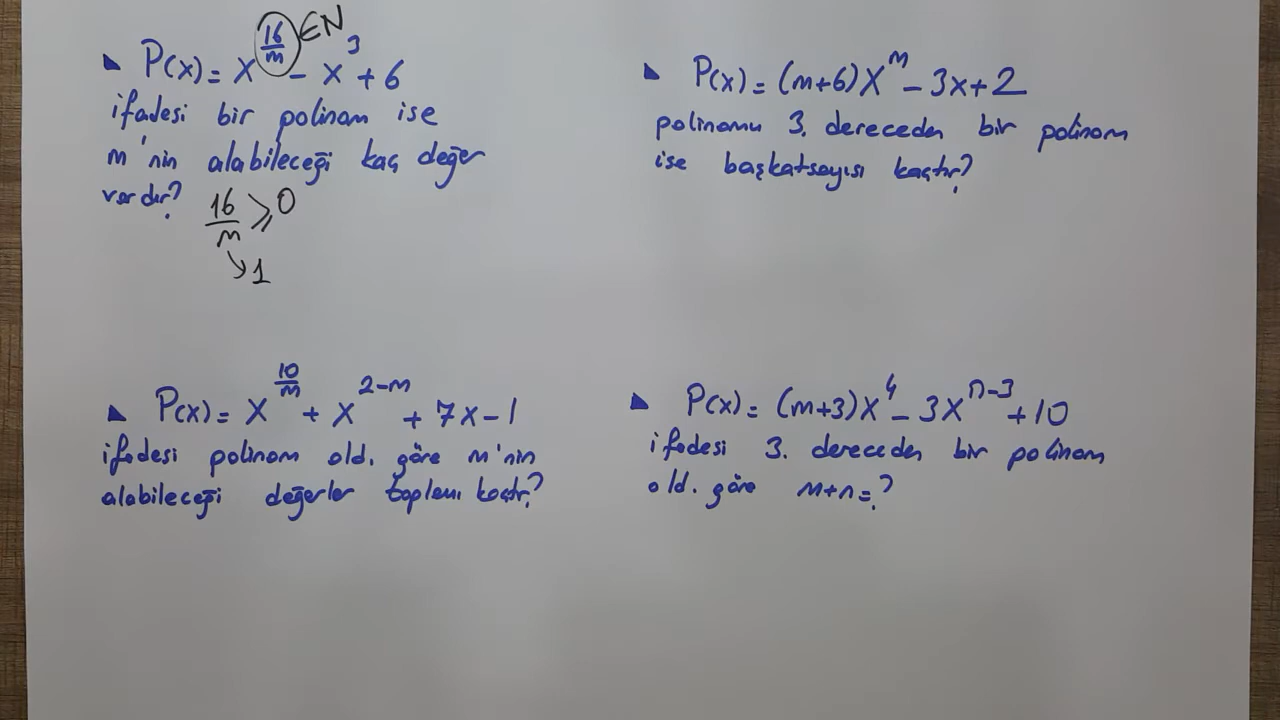 ▲ P(x) = x^(16/m) - x³ + 6
∈N
ifadesi bir polinom ise
m'nin alabileceği kaç değer
vardır?
16/m ⩾ 0
↘ 1
▲ P(x) = (m+6)x^m - 3x + 2
polinomu 3. dereceden bir polinom
ise başkatsayısı kaçtır?
▲ P(x) = x^(10/m) + x^(2-m) + 7x - 1
ifadesi polinom old. göre m'nin
alabileceği değerler toplamı kaçtır?
▲ P(x) = (m+3)x⁴ - 3x^(n-3) + 10
ifadesi 3. dereceden bir polinom
old. göre m+n=?